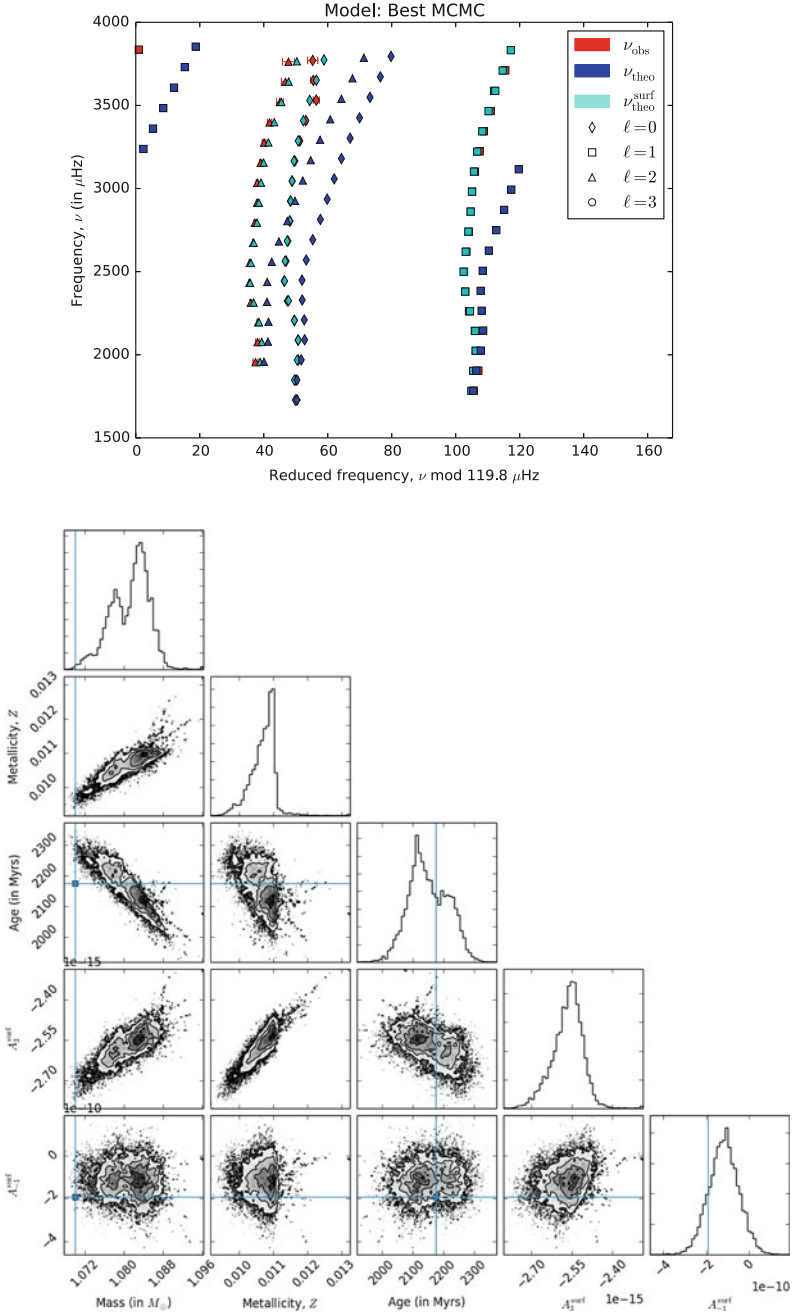 Model: Best MCMC
4000
3500
3000
2500
2000
1500
Frequency, ν (in μHz)
ν_obs
ν_theo
ν_theo^surf
ℓ=0
ℓ=1
ℓ=2
ℓ=3
0 20 40 60 80 100 120 140 160
Reduced frequency, ν mod 119.8 μHz
Metallicity, Z
0.013
0.012
0.011
0.010
Age (in Myrs)
2300
2200
2100
2000
1e−15
A_3^surf
−2.40
−2.55
−2.70
1e−10
A_{−1}^surf
0
−2
−4
1.072 1.080 1.088 1.096
Mass (in M_⊙)
0.010 0.011 0.012 0.013
Metallicity, Z
2000 2100 2200 2300
Age (in Myrs)
−2.70 −2.55 −2.40
A_3^surf 1e−15
−4 −2 0
A_{−1}^surf 1e−10